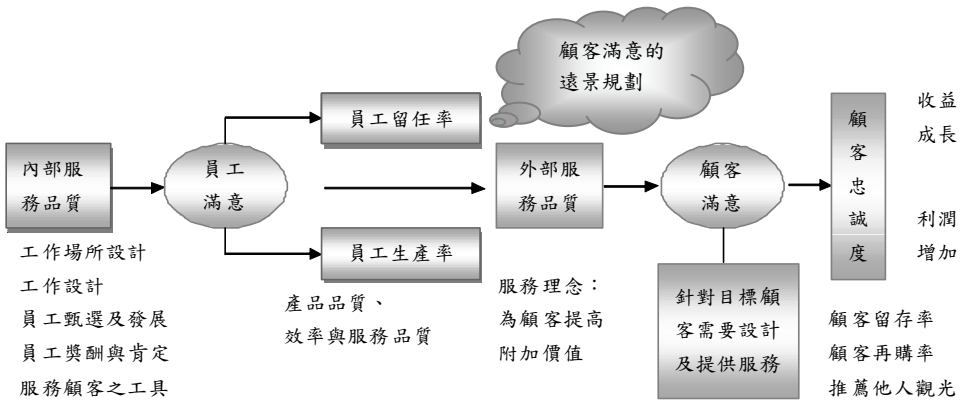 顧客滿意的
遠景規劃
員工留任率
內部服
務品質
員工
滿意
外部服
務品質
顧客
滿意
顧
客
忠
誠
度
收益
成長
利潤
增加
員工生產率
工作場所設計
工作設計
員工甄選及發展
員工獎酬與肯定
服務顧客之工具
產品品質、
效率與服務品質
服務理念：
為顧客提高
附加價值
針對目標顧
客需要設計
及提供服務
顧客留存率
顧客再購率
推薦他人觀光